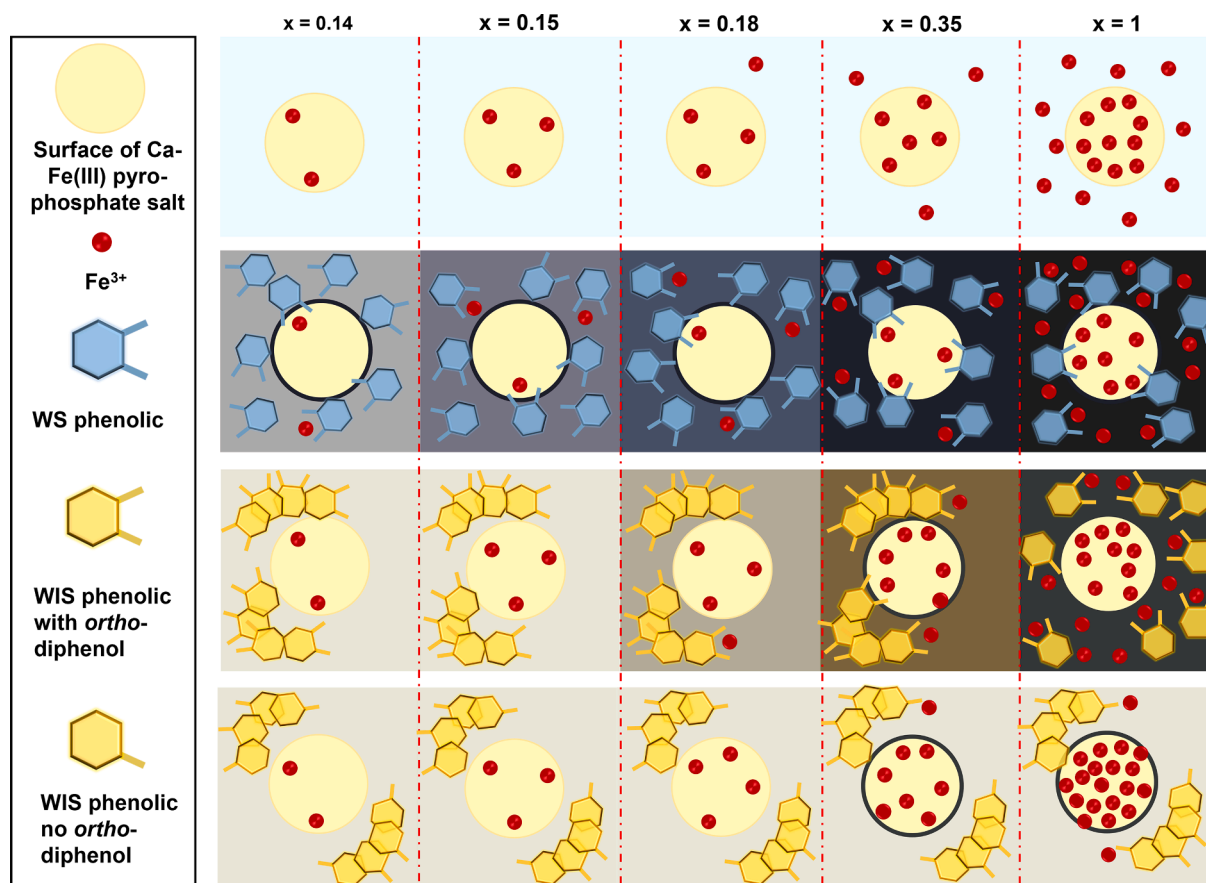 x = 0.14
x = 0.15
x = 0.18
x = 0.35
x = 1
Surface of Ca-
Fe(III) pyro-
phosphate salt
Fe³⁺
WS phenolic
WIS phenolic
with ortho-
diphenol
WIS phenolic
no ortho-
diphenol